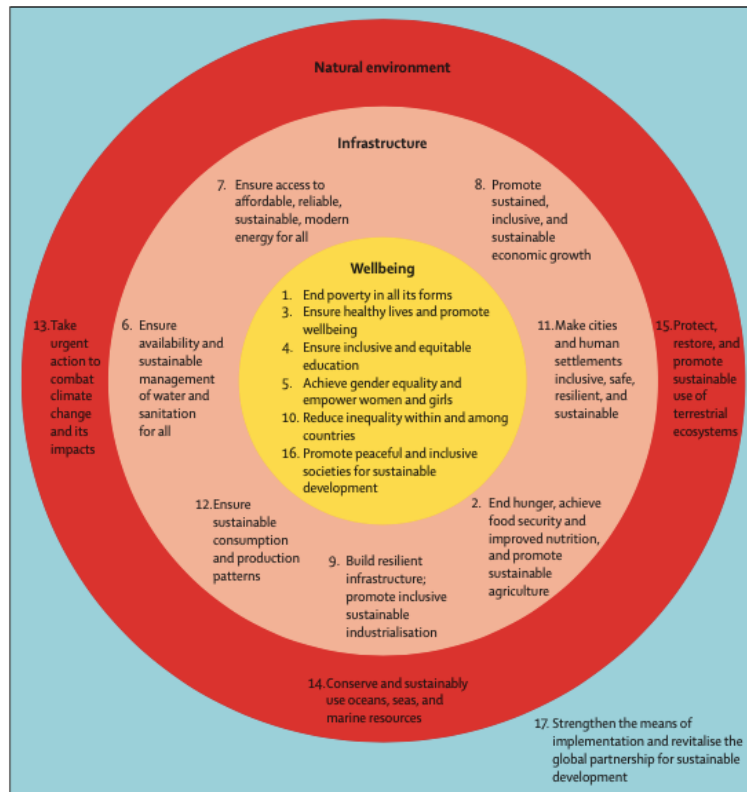 Natural environment
Infrastructure
7. Ensure access to
affordable, reliable,
sustainable, modern
energy for all
8. Promote
sustained,
inclusive, and
sustainable
economic growth
Wellbeing
1. End poverty in all its forms
3. Ensure healthy lives and promote
wellbeing
4. Ensure inclusive and equitable
education
5. Achieve gender equality and
empower women and girls
10. Reduce inequality within and among
countries
16. Promote peaceful and inclusive
societies for sustainable
development
13. Take
urgent
action to
combat
climate
change
and its
impacts
6. Ensure
availability and
sustainable
management
of water and
sanitation
for all
11. Make cities
and human
settlements
inclusive, safe,
resilient, and
sustainable
15. Protect,
restore, and
promote
sustainable
use of
terrestrial
ecosystems
12. Ensure
sustainable
consumption
and production
patterns
9. Build resilient
infrastructure;
promote inclusive
sustainable
industrialisation
2. End hunger, achieve
food security and
improved nutrition,
and promote
sustainable
agriculture
14. Conserve and sustainably
use oceans, seas, and
marine resources
17. Strengthen the means of
implementation and revitalise the
global partnership for sustainable
development